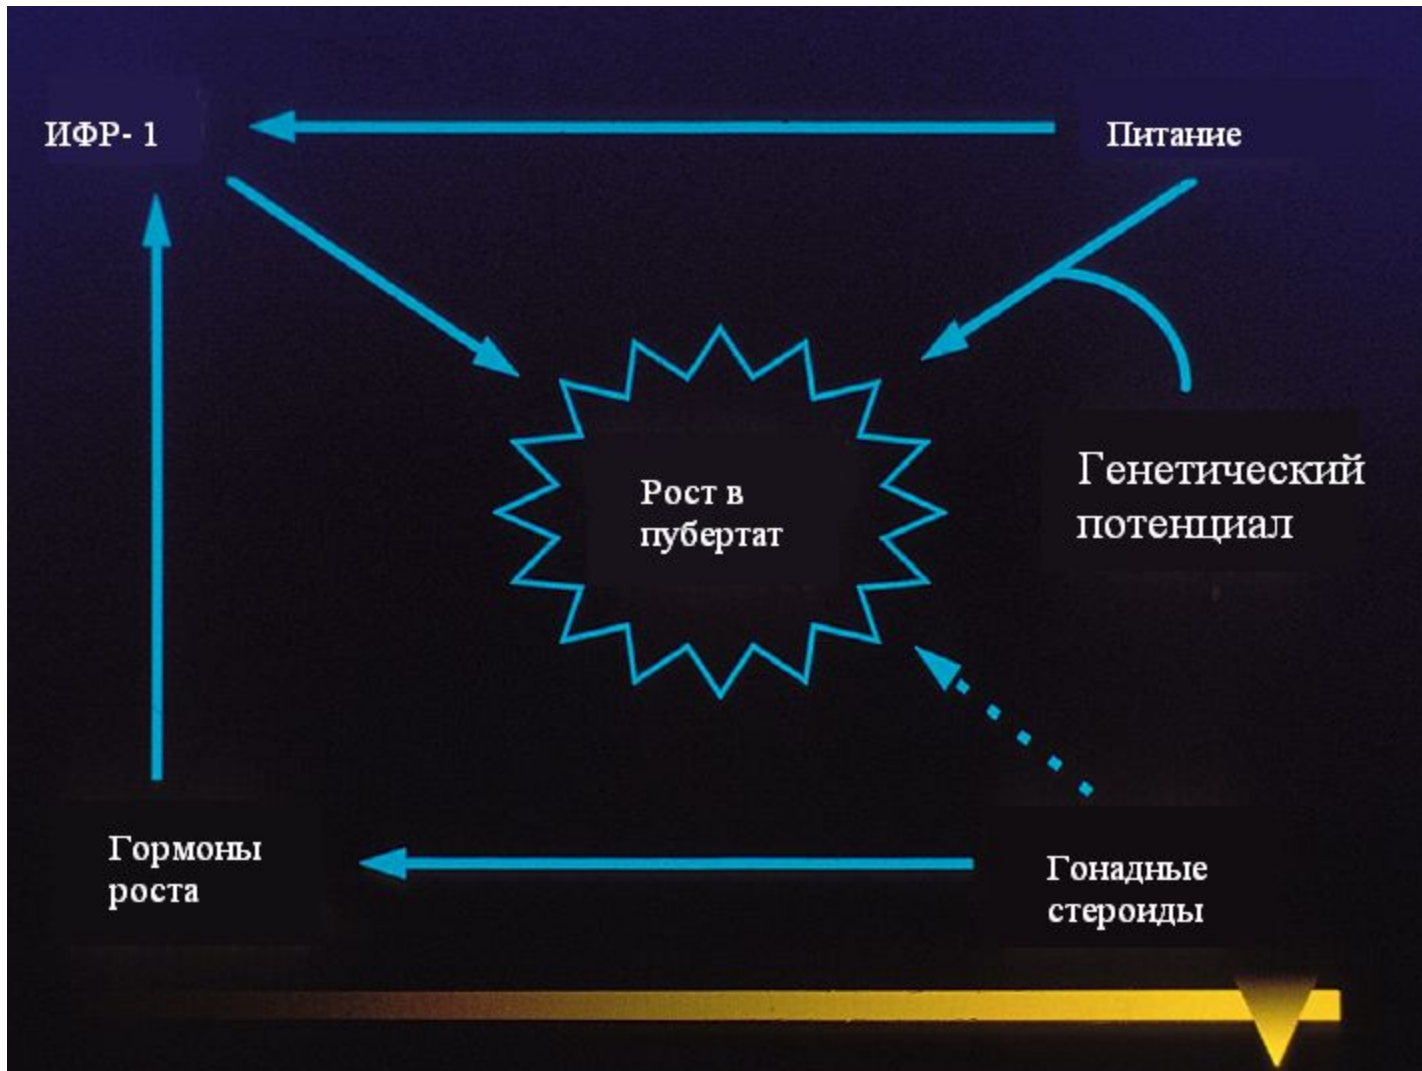 ИФР- 1
Питание
Генетический
потенциал
Рост в
пубертат
Гормоны
роста
Гонадные
стероиды